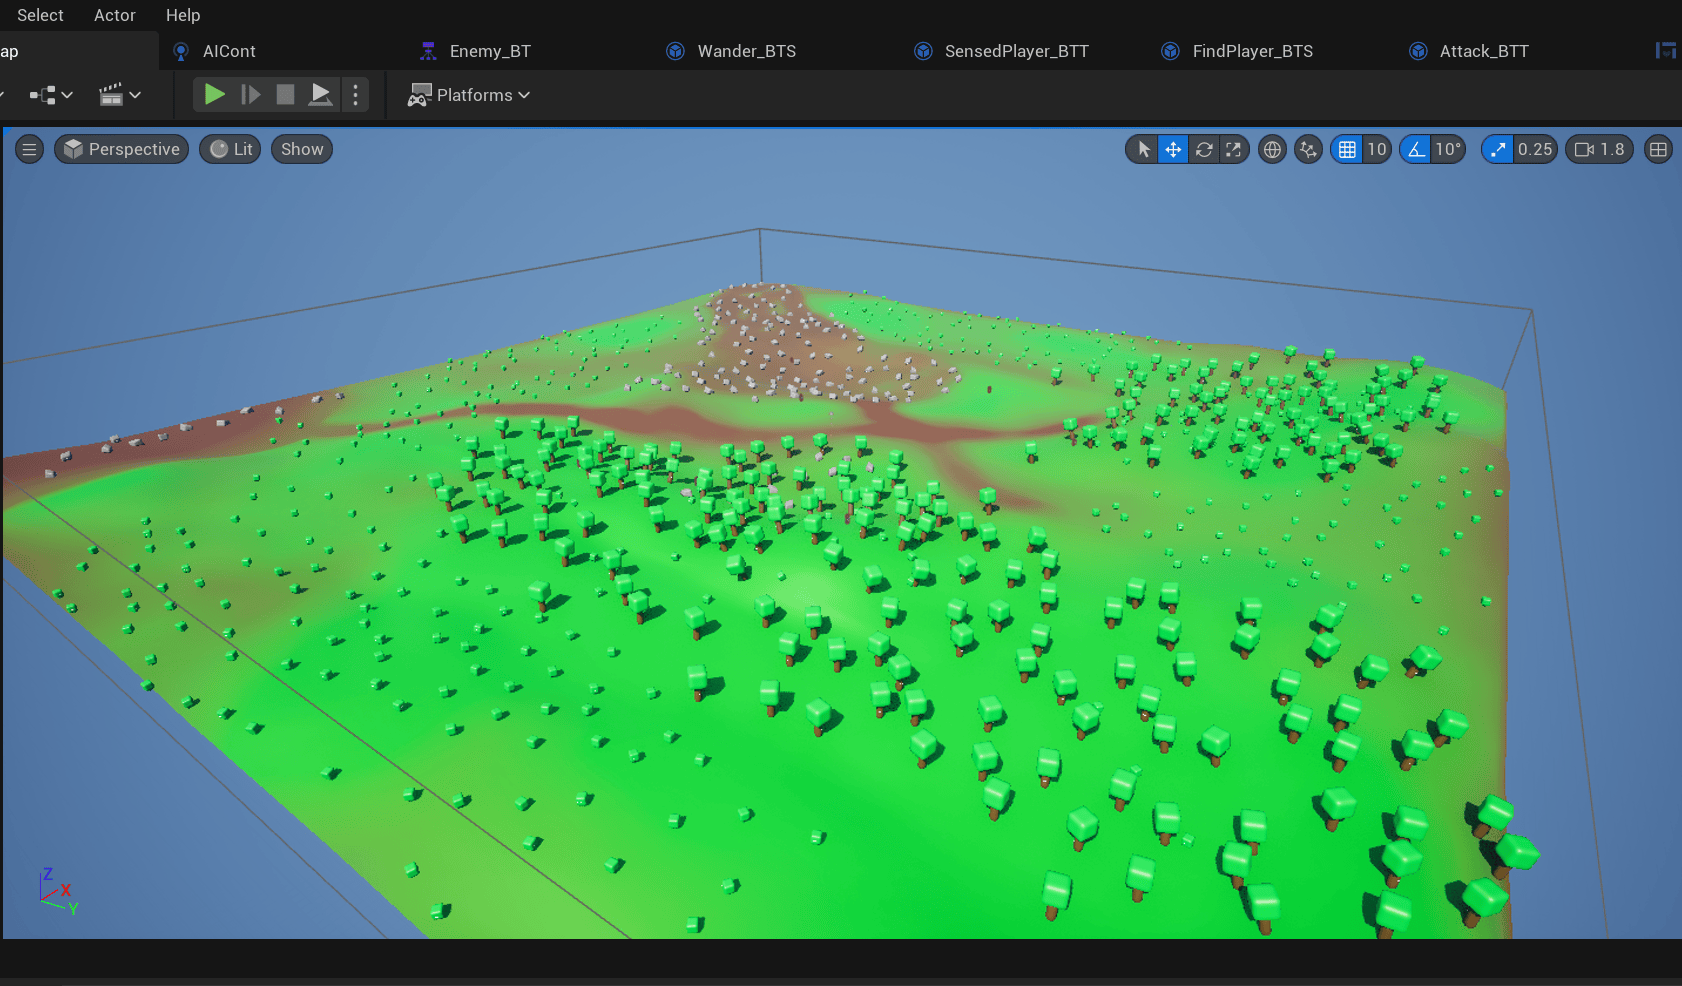 Select Actor Help
ap AICont Enemy_BT Wander_BTS SensedPlayer_BTT FindPlayer_BTS Attack_BTT
Platforms
Perspective Lit Show 10 10° 0.25 1.8
Z
X
Y